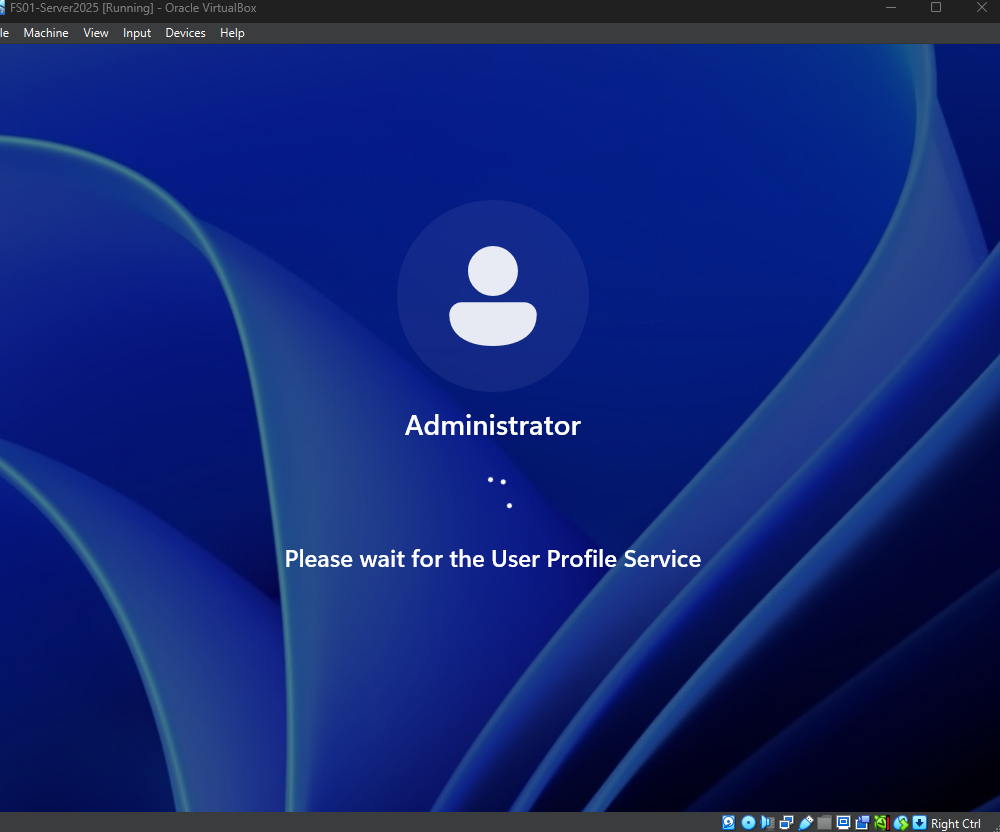 FS01-Server2025 [Running] - Oracle VirtualBox
le Machine View Input Devices Help
Administrator
Please wait for the User Profile Service
Right Ctrl